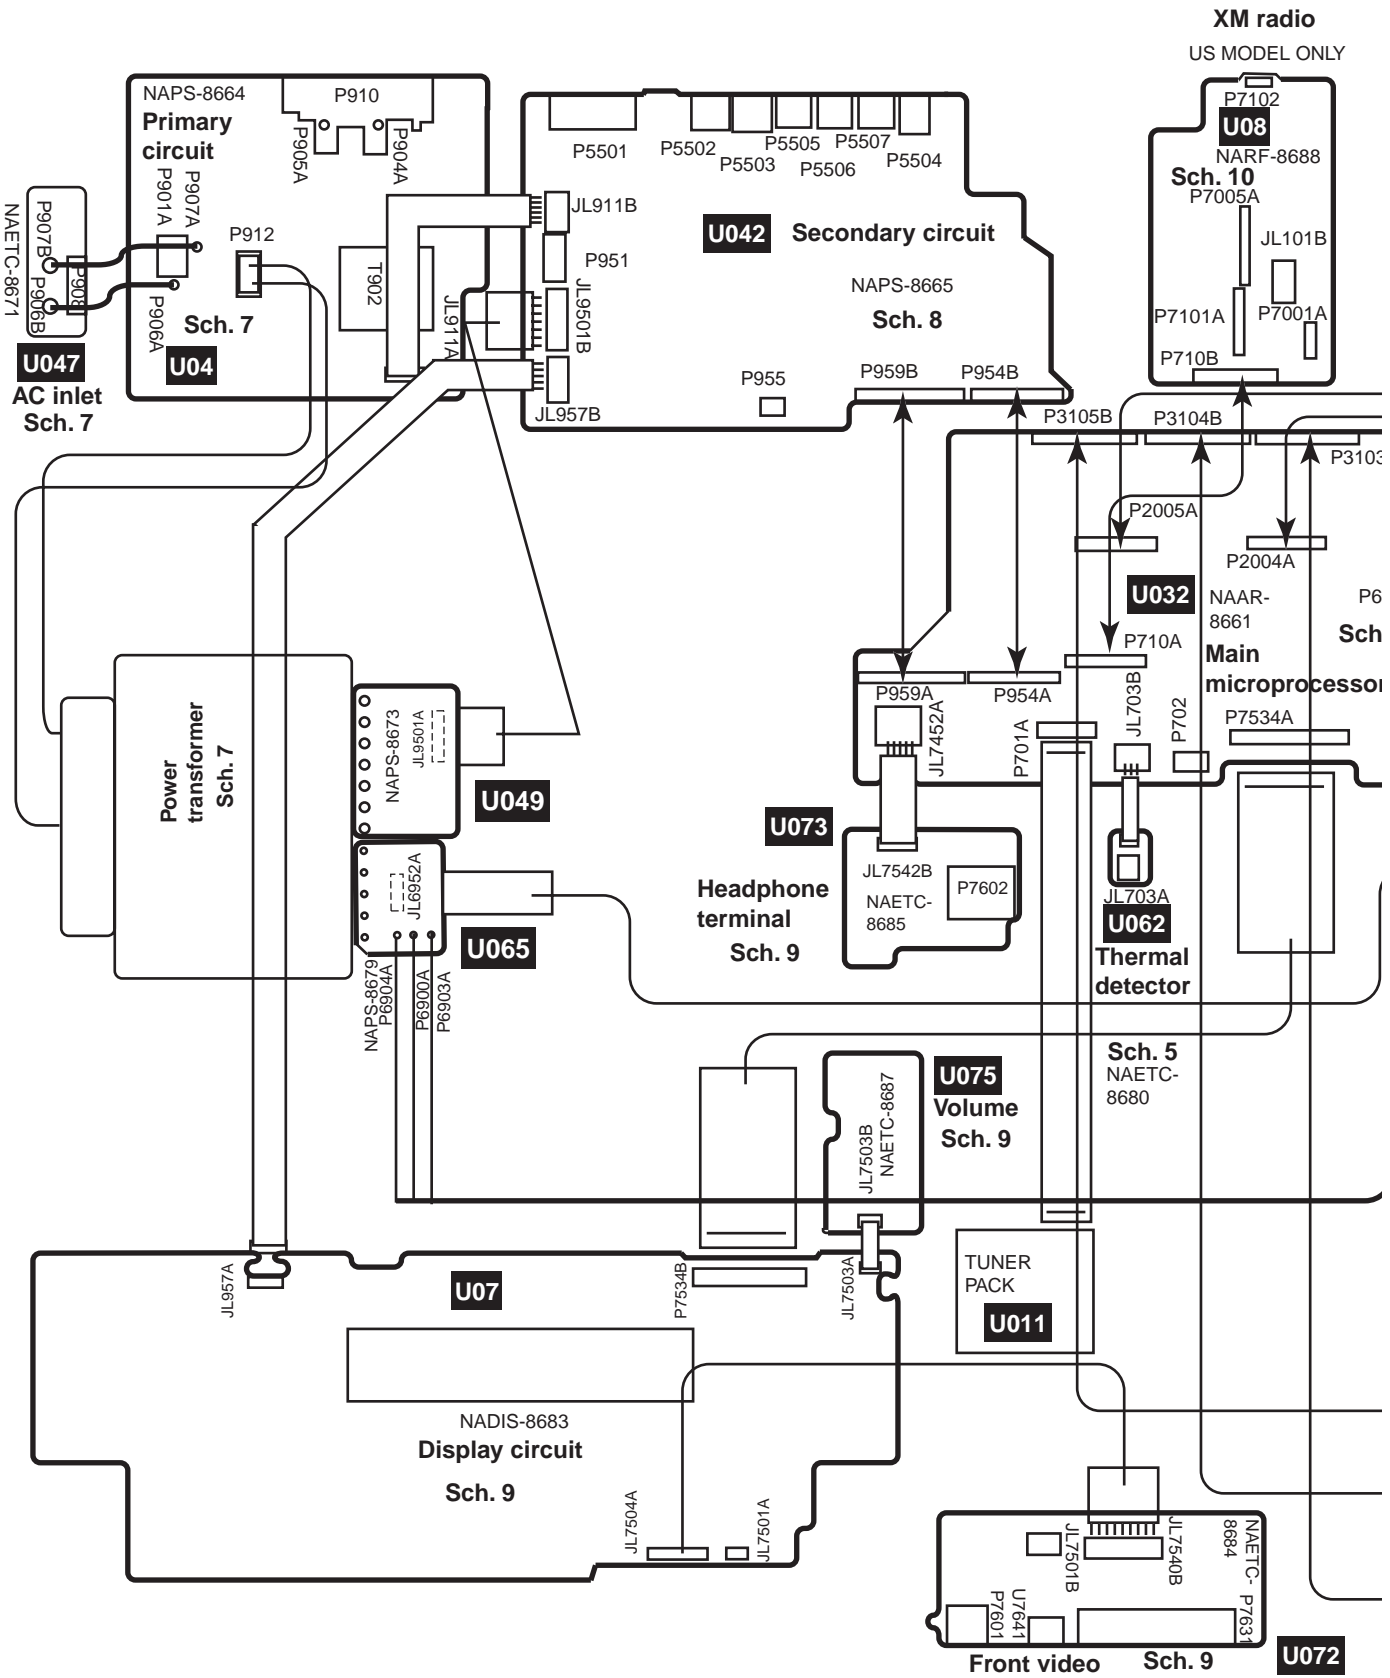 XM radio
US MODEL ONLY
P7102
U08
NARF-8688
Sch. 10
P7005A
JL101B
P7101A
P7001A
P710B
NAPS-8664
Primary
circuit
P910
P905A
P904A
P901A
P907A
P912
T902
JL911A
P906A
Sch. 7
U04
NAETC-8671
P907B
P906B
U047
AC inlet
Sch. 7
P5501
P5502
P5503
P5505
P5506
P5507
P5504
JL911B
P951
JL9501B
JL957B
U042
Secondary circuit
NAPS-8665
Sch. 8
P955
P959B
P954B
P3105B
P3104B
P3103
P2005A
P2004A
U032
NAAR-
8661
P6
Sch
Main
microprocessor
P710A
P959A
P954A
JL7452A
P701A
JL703B
P702
P7534A
Power
transformer
Sch. 7
NAPS-8673
JL9501A
U049
JL6952A
U065
NAPS-8679
P6904A
P6900A
P6903A
U073
Headphone
terminal
Sch. 9
JL7542B
NAETC-
8685
P7602
JL703A
U062
Thermal
detector
Sch. 5
NAETC-
8680
U075
Volume
Sch. 9
JL7503B
NAETC-8687
JL957A
U07
P7534B
JL7503A
TUNER
PACK
U011
NADIS-8683
Display circuit
Sch. 9
JL7504A
JL7501A
JL7501B
JL7540B
NAETC-
8684
P7601
U7641
P7631
U072
Front video
Sch. 9